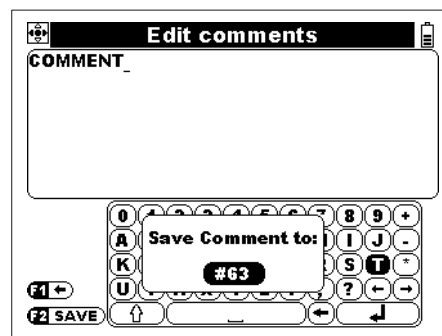 Edit comments
COMMENT_
0 8 9 +
A I J -
Save Comment to:
K S T *
#63
F1 ←
U ? ← →
F2 SAVE